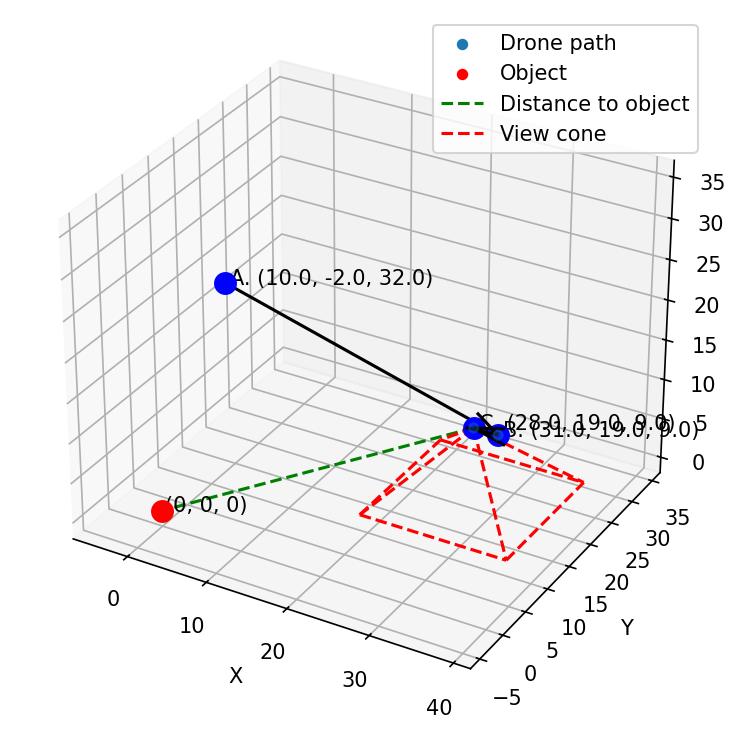 Drone path
Object
Distance to object
View cone
A. (10.0, -2.0, 32.0)
C. (28.0, 19.0, 9.0)
B. (31.0, 19.0, 9.0)
(0, 0, 0)
35
30
25
20
15
10
5
0
35
30
25
20
15
10
5
0
−5
Y
0
10
20
30
40
X